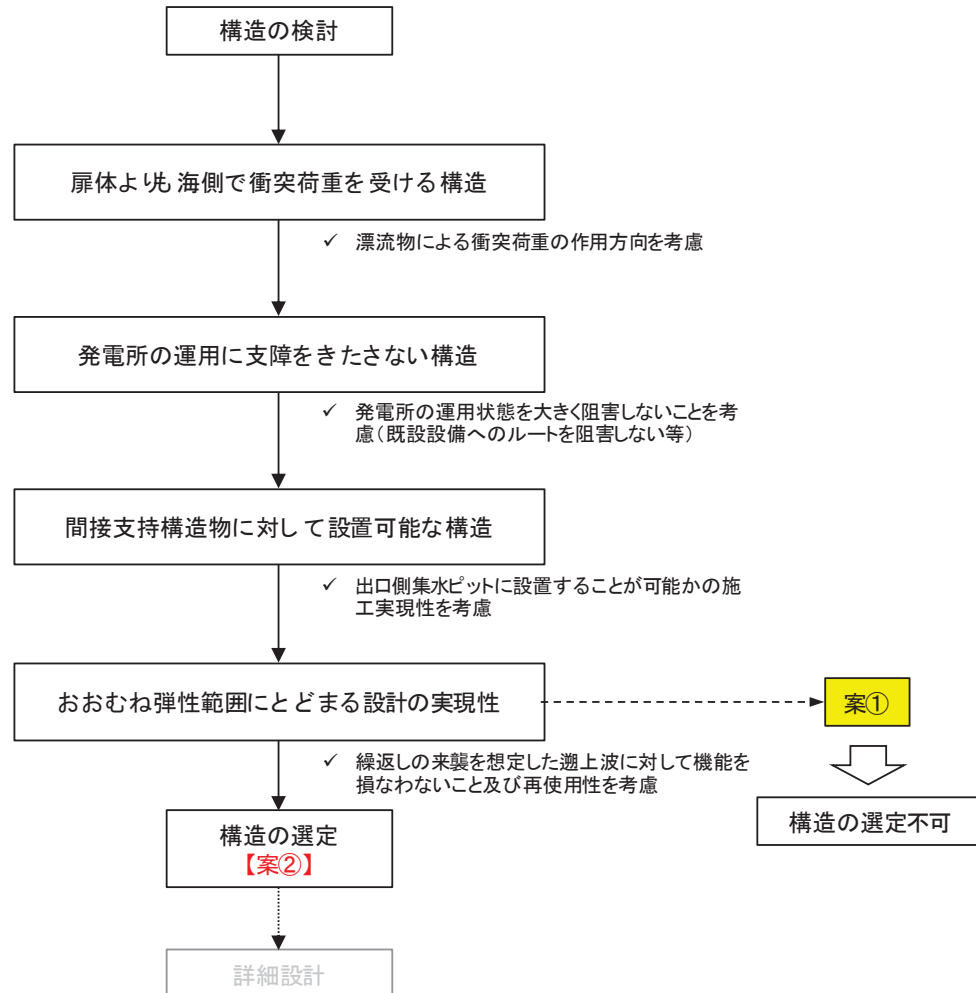 構造の検討
扉体よりも海側で衝突荷重を受ける構造
✓ 漂流物による衝突荷重の作用方向を考慮
発電所の運用に支障をきたさない構造
✓ 発電所の運用状態を大きく阻害しないことを考
慮(既設設備へのルートを阻害しない等)
間接支持構造物に対して設置可能な構造
✓ 出口側集水ピットに設置することが可能かの施
工実現性を考慮
おおむね弾性範囲にとどまる設計の実現性
案①
✓ 繰返しの来襲を想定した遡上波に対して機能を
損なわないこと及び再使用性を考慮
構造の選定不可
構造の選定
【案②】
詳細設計